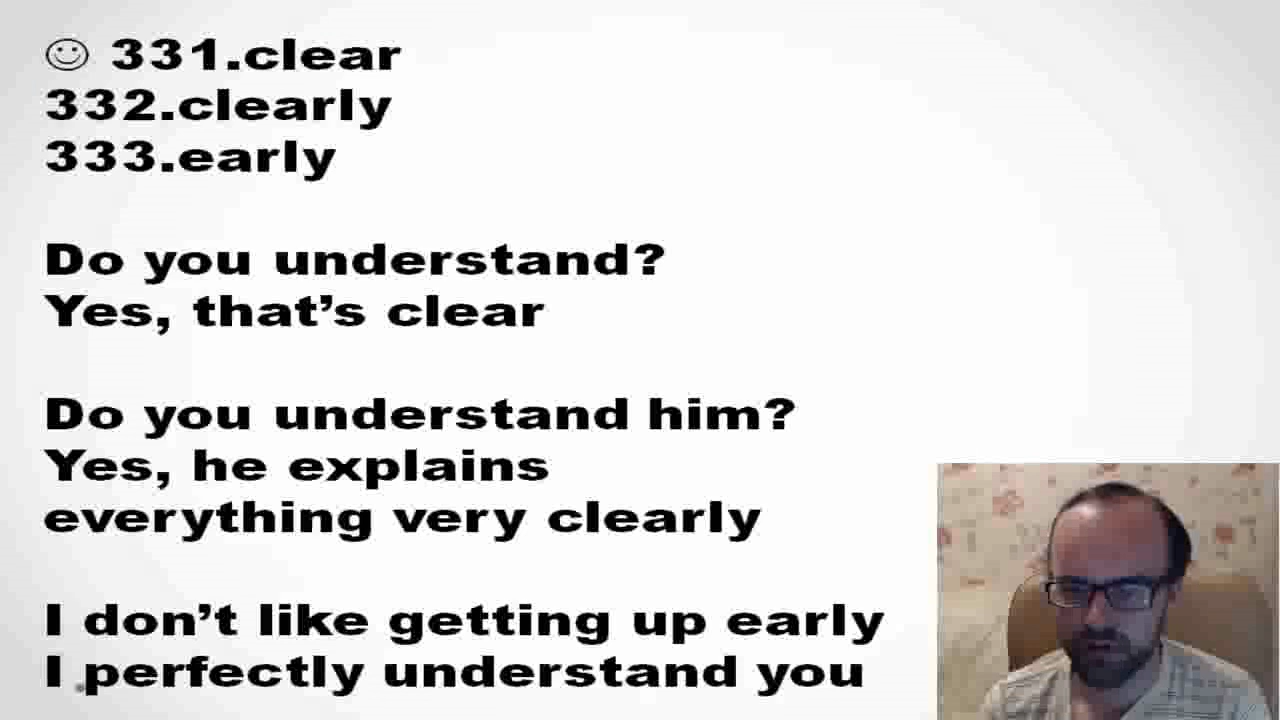 ☺ 331.clear
332.clearly
333.early
Do you understand?
Yes, that’s clear
Do you understand him?
Yes, he explains
everything very clearly
I don’t like getting up early
I perfectly understand you